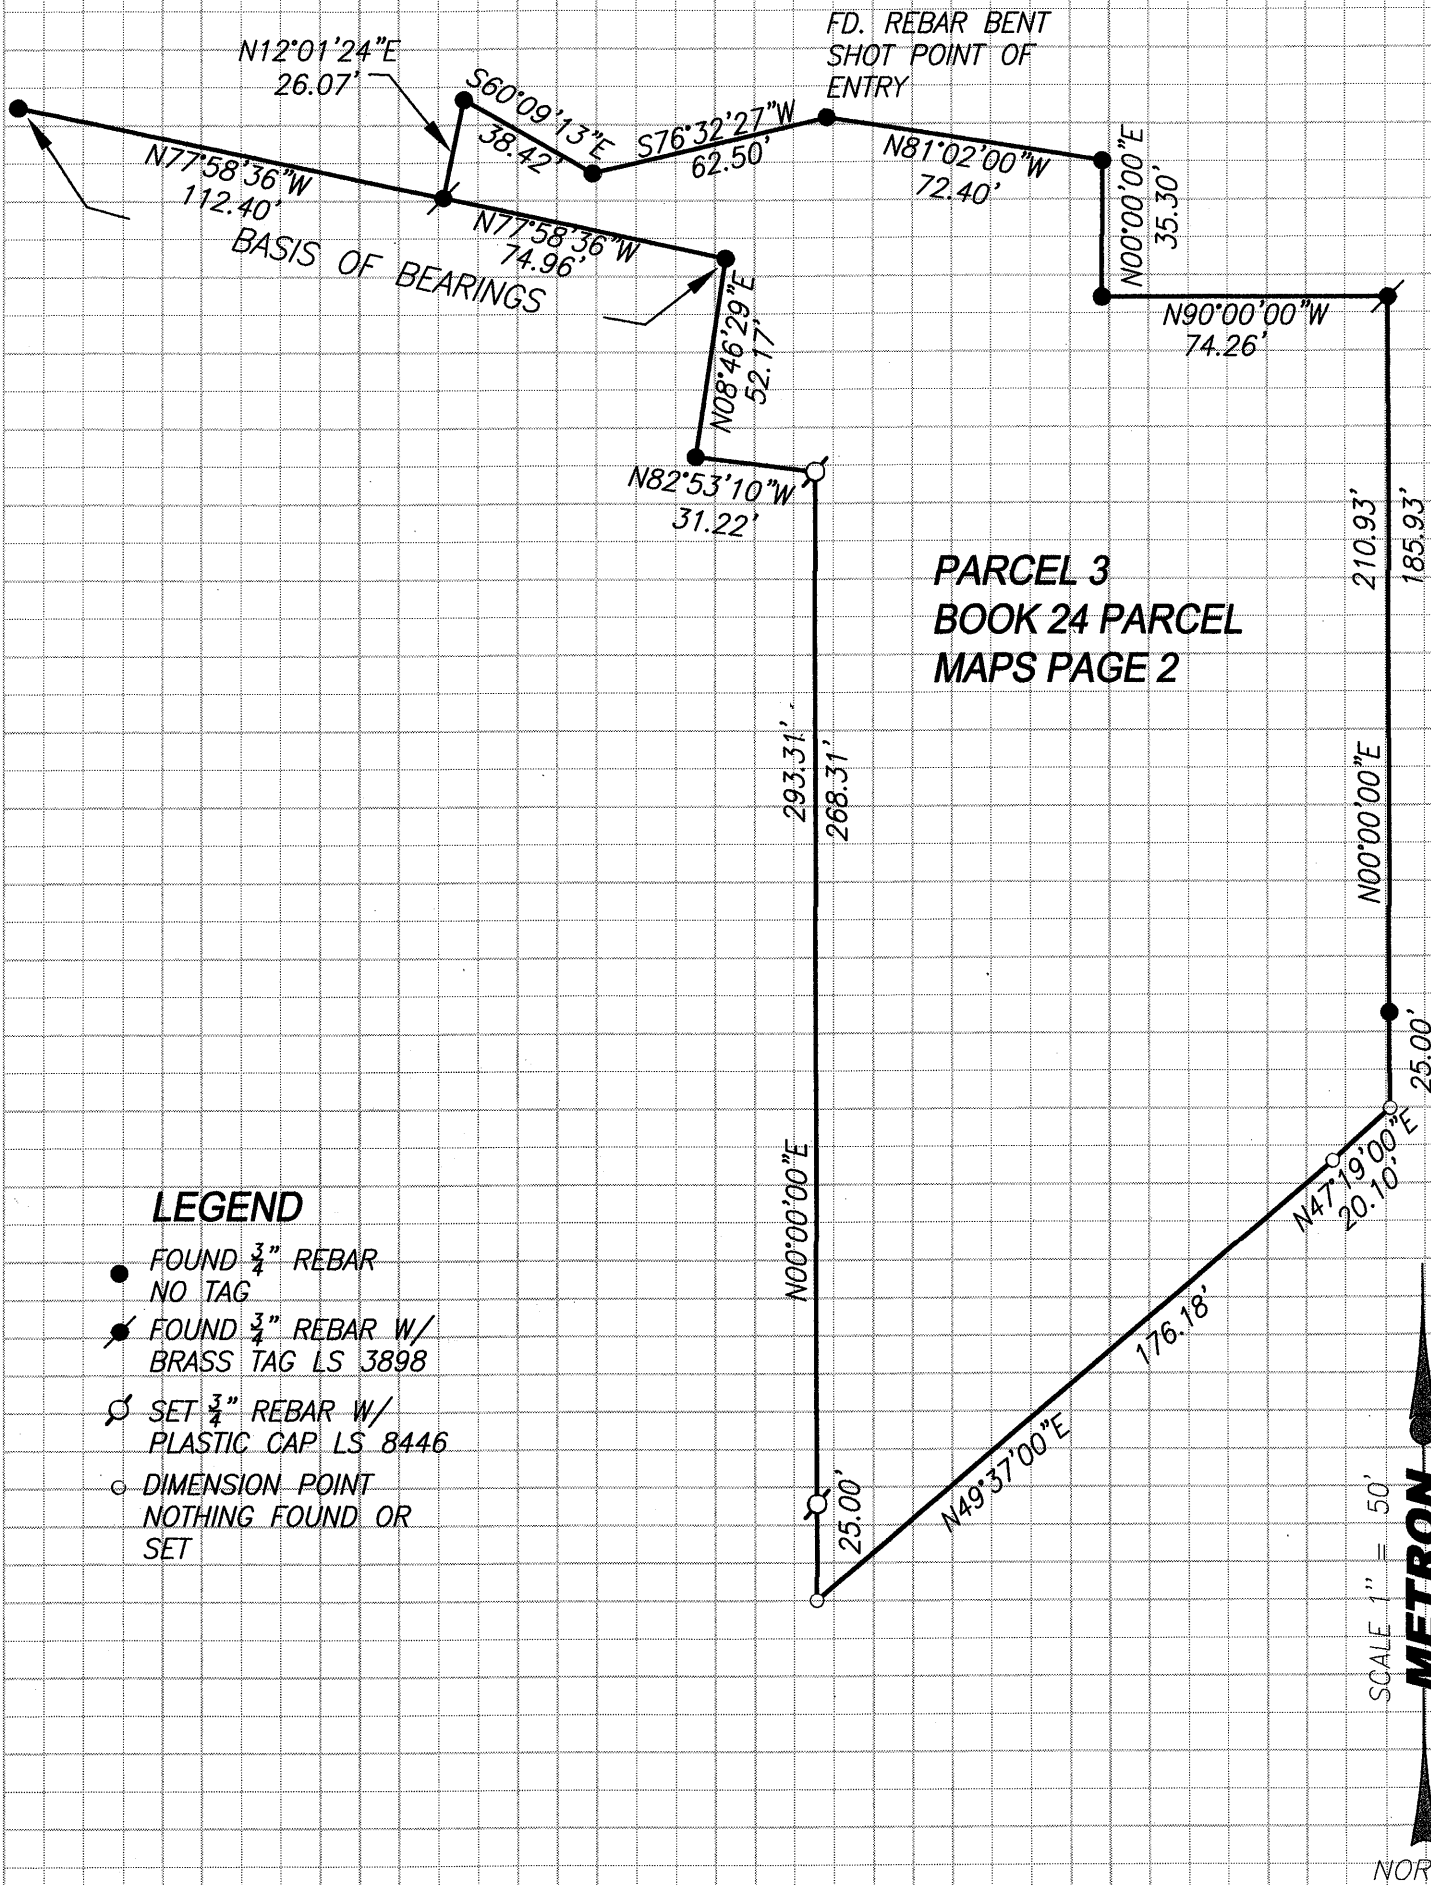 FD. REBAR BENT
SHOT POINT OF
ENTRY
N12°01'24"E
26.07'
S60°09'13"E
38.42'
S76°32'27"W
62.50'
N81°02'00"W
72.40'
N77°58'36"W
112.40'
N00°00'00"E
35.30'
N77°58'36"W
74.96'
BASIS OF BEARINGS
N08°46'29"E
52.17'
N90°00'00"W
74.26'
N82°53'10"W
31.22'
210.93'
185.93'
PARCEL 3
BOOK 24 PARCEL
MAPS PAGE 2
293.31'
268.31'
N00°00'00"E
25.00'
N47°19'00"E
20.10'
N00°00'00"E
176.18'
N49°37'00"E
25.00'
LEGEND
FOUND 3/4" REBAR
NO TAG
FOUND 3/4" REBAR W/
BRASS TAG LS 3898
SET 3/4" REBAR W/
PLASTIC CAP LS 8446
DIMENSION POINT
NOTHING FOUND OR
SET
SCALE 1" = 50'
METRON
NOR